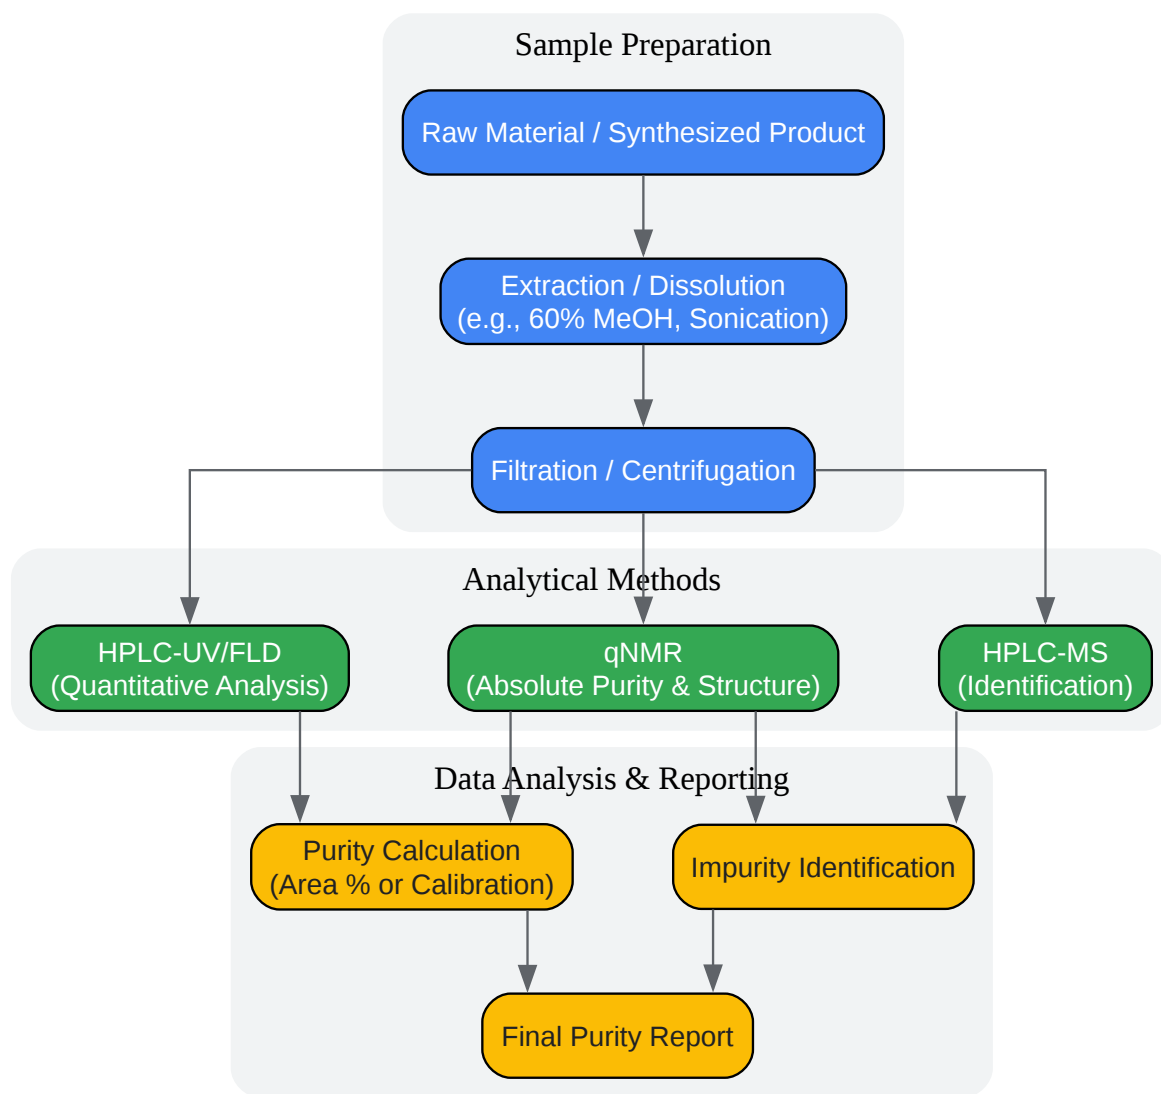 Sample Preparation
Raw Material / Synthesized Product
Extraction / Dissolution
(e.g., 60% MeOH, Sonication)
Filtration / Centrifugation
Analytical Methods
HPLC-UV/FLD
(Quantitative Analysis)
qNMR
(Absolute Purity & Structure)
HPLC-MS
(Identification)
Data Analysis & Reporting
Purity Calculation
(Area % or Calibration)
Impurity Identification
Final Purity Report